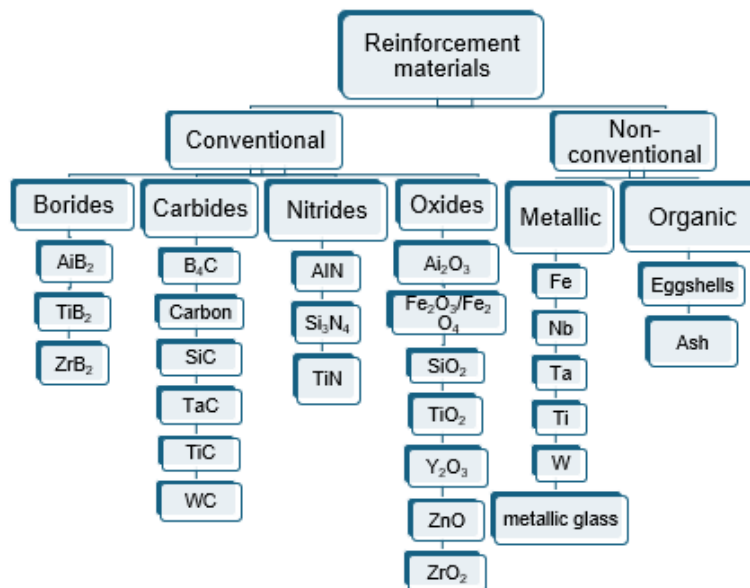 Reinforcement
materials
Conventional
Non-
conventional
Borides
Carbides
Nitrides
Oxides
Metallic
Organic
AiB₂
TiB₂
ZrB₂
B₄C
Carbon
SiC
TaC
TiC
WC
AlN
Si₃N₄
TiN
Ai₂O₃
Fe₂O₃/Fe₂
O₄
SiO₂
TiO₂
Y₂O₃
ZnO
ZrO₂
Fe
Nb
Ta
Ti
W
metallic glass
Eggshells
Ash